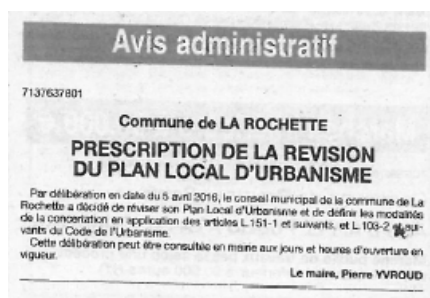 Avis administratif
7137637801
Commune de LA ROCHETTE
PRESCRIPTION DE LA REVISION
DU PLAN LOCAL D'URBANISME
Par délibération en date du 5 avril 2016, le conseil municipal de la commune de La
Rochette a décidé de réviser son Plan Local d'Urbanisme et de définir les modalités
de la concertation en application des articles L.151-1 et suivants, et L.103-2 et sui-
vants du Code de l'Urbanisme.
Cette délibération peut être consultée en mairie aux jours et heures d'ouverture en
vigueur.
Le maire, Pierre YVROUD